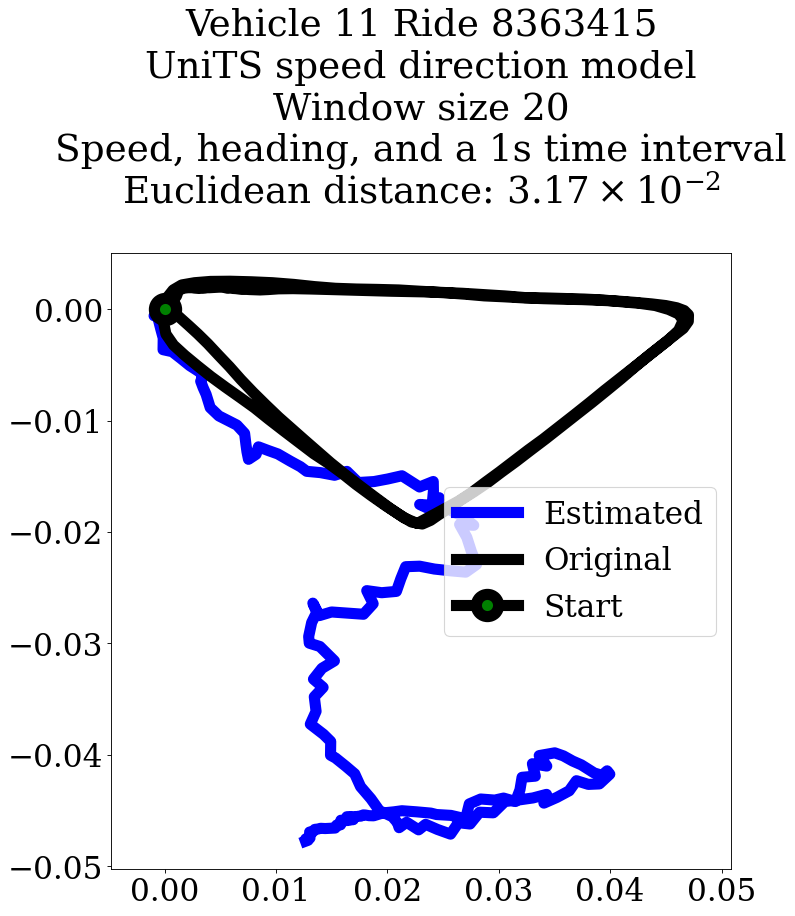 Vehicle 11 Ride 8363415
UniTS speed direction model
Window size 20
Speed, heading, and a 1s time interval
Euclidean distance: 3.17 × 10⁻²
0.00
−0.01
−0.02
−0.03
−0.04
−0.05
Estimated
Original
Start
0.00 0.01 0.02 0.03 0.04 0.05